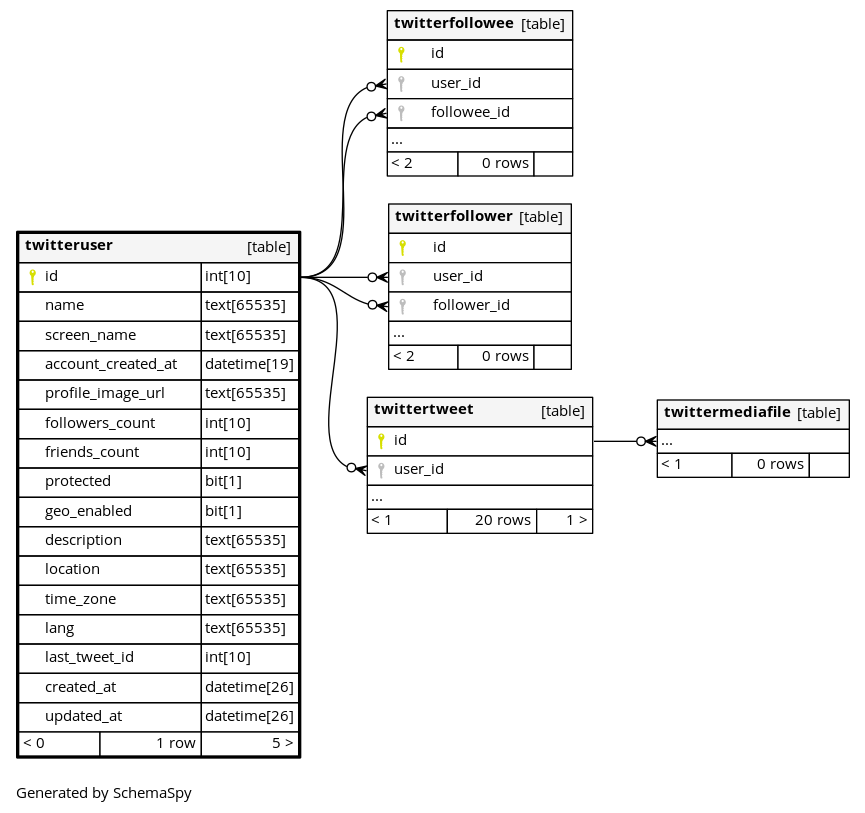 twitterfollowee [table]
id
user_id
followee_id
...
< 2 0 rows
twitterfollower [table]
id
user_id
follower_id
...
< 2 0 rows
twitteruser [table]
id int[10]
name text[65535]
screen_name text[65535]
account_created_at datetime[19]
profile_image_url text[65535]
followers_count int[10]
friends_count int[10]
protected bit[1]
geo_enabled bit[1]
description text[65535]
location text[65535]
time_zone text[65535]
lang text[65535]
last_tweet_id int[10]
created_at datetime[26]
updated_at datetime[26]
< 0 1 row 5 >
twittertweet [table]
id
user_id
...
< 1 20 rows 1 >
twittermediafile [table]
...
< 1 0 rows
Generated by SchemaSpy